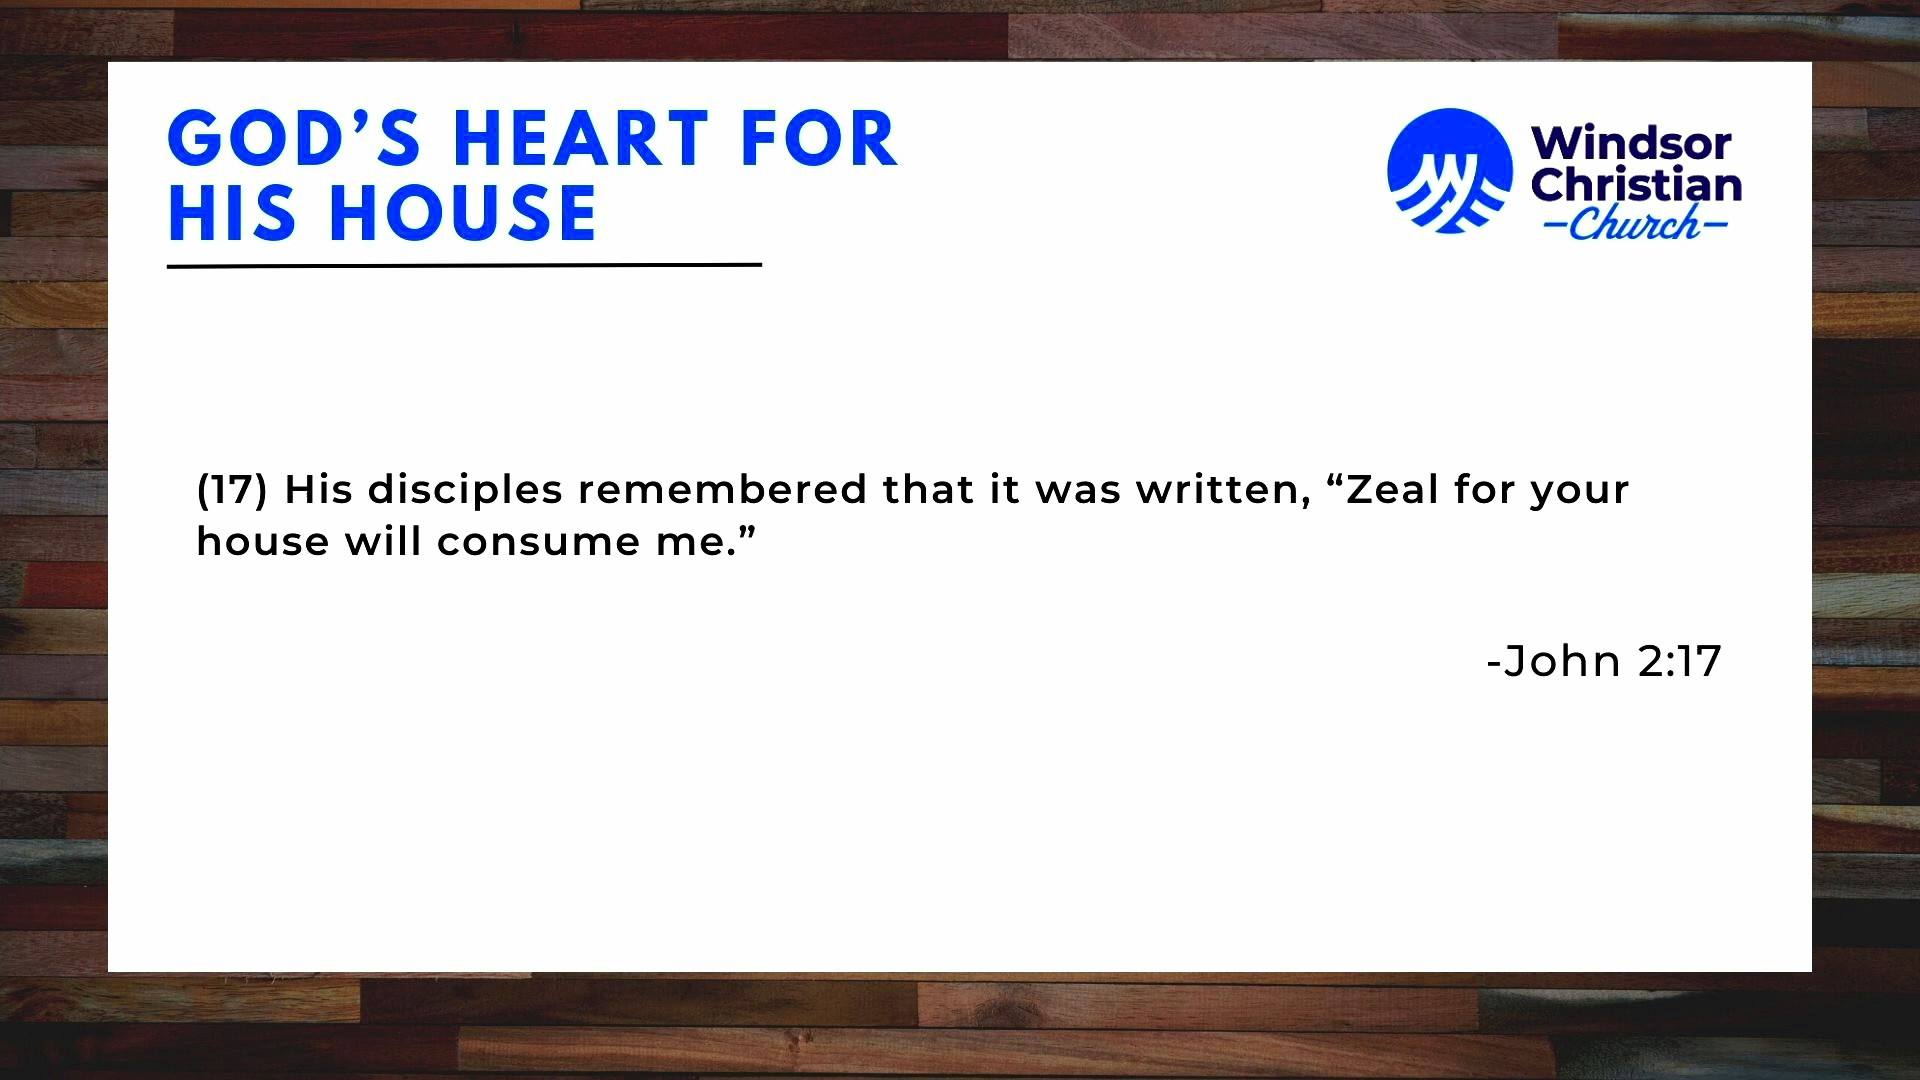 GOD’S HEART FOR
HIS HOUSE
Windsor
Christian
–Church–
(17) His disciples remembered that it was written, “Zeal for your
house will consume me.”
-John 2:17